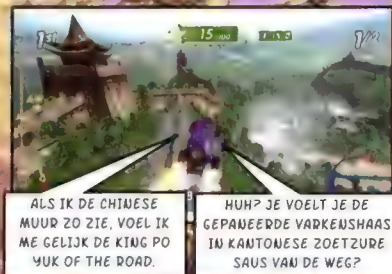 1st 15 1/2
ALS IK DE CHINESE
MUUR ZO ZIE, VOEL IK
ME GELIJK DE KING PO
YUK OF THE ROAD.
HUH? JE VOELT JE DE
GEPANEERDE VARKENSHAAS
IN KANTONESE ZOETZURE
SAUS VAN DE WEG?